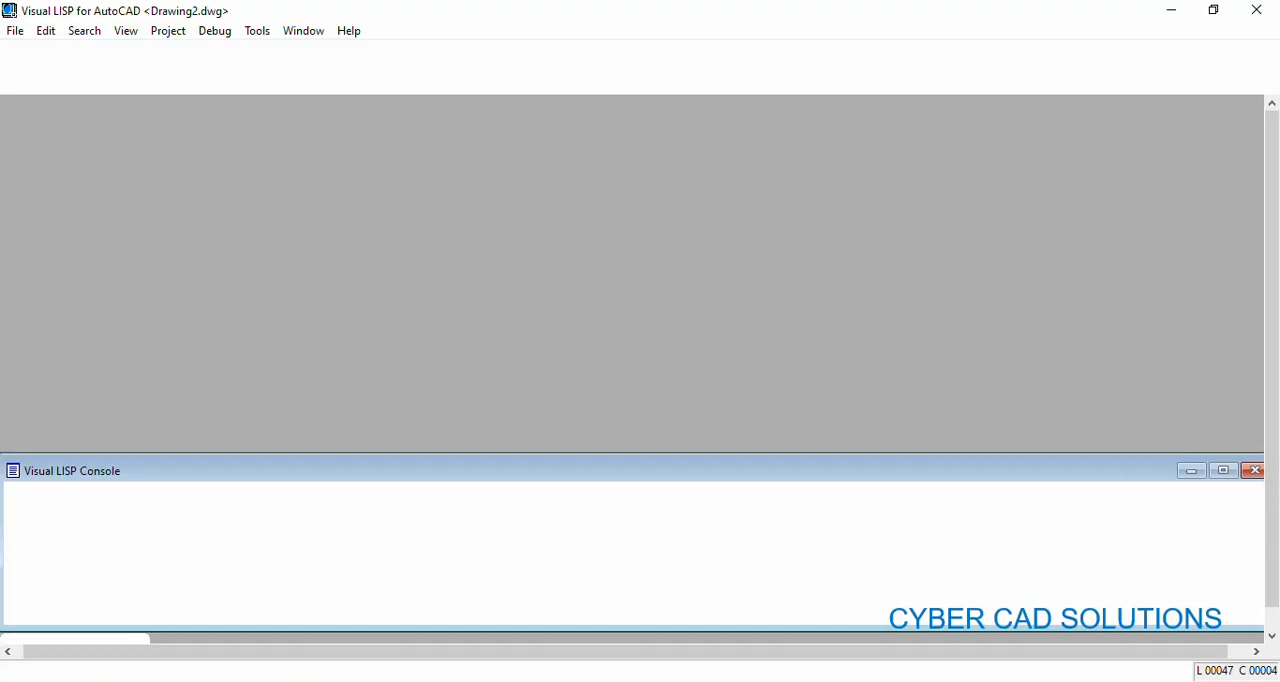 Visual LISP for AutoCAD <Drawing2.dwg>
File Edit Search View Project Debug Tools Window Help
Visual LISP Console
CYBER CAD SOLUTIONS
L 00047 C 00004